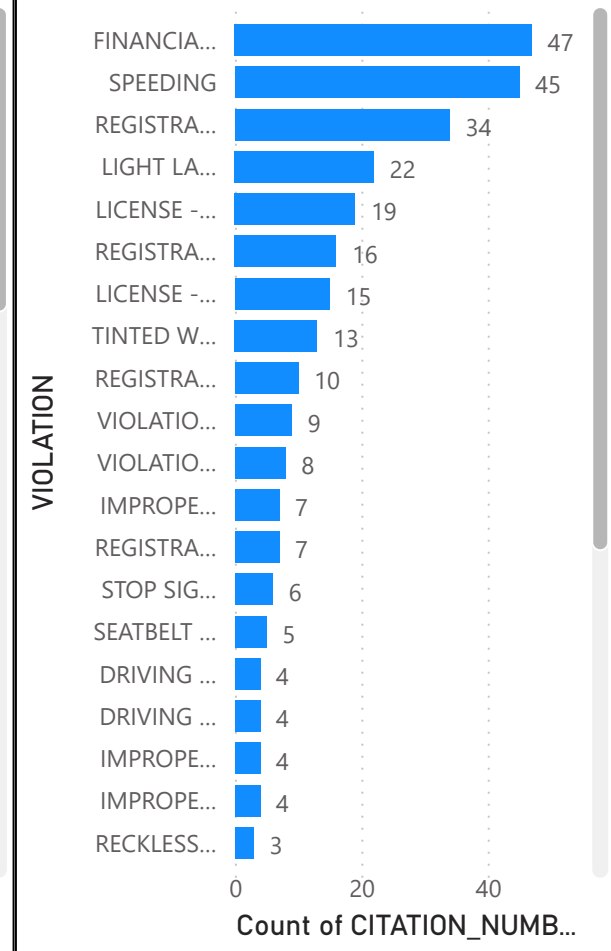 FINANCIA... 47
SPEEDING 45
REGISTRA... 34
LIGHT LA... 22
LICENSE -... 19
REGISTRA... 16
LICENSE -... 15
TINTED W... 13
REGISTRA... 10
VIOLATIO... 9
VIOLATIO... 8
IMPROPE... 7
REGISTRA... 7
STOP SIG... 6
SEATBELT ... 5
DRIVING ... 4
DRIVING ... 4
IMPROPE... 4
IMPROPE... 4
RECKLESS... 3
VIOLATION
0 20 40
Count of CITATION_NUMB...